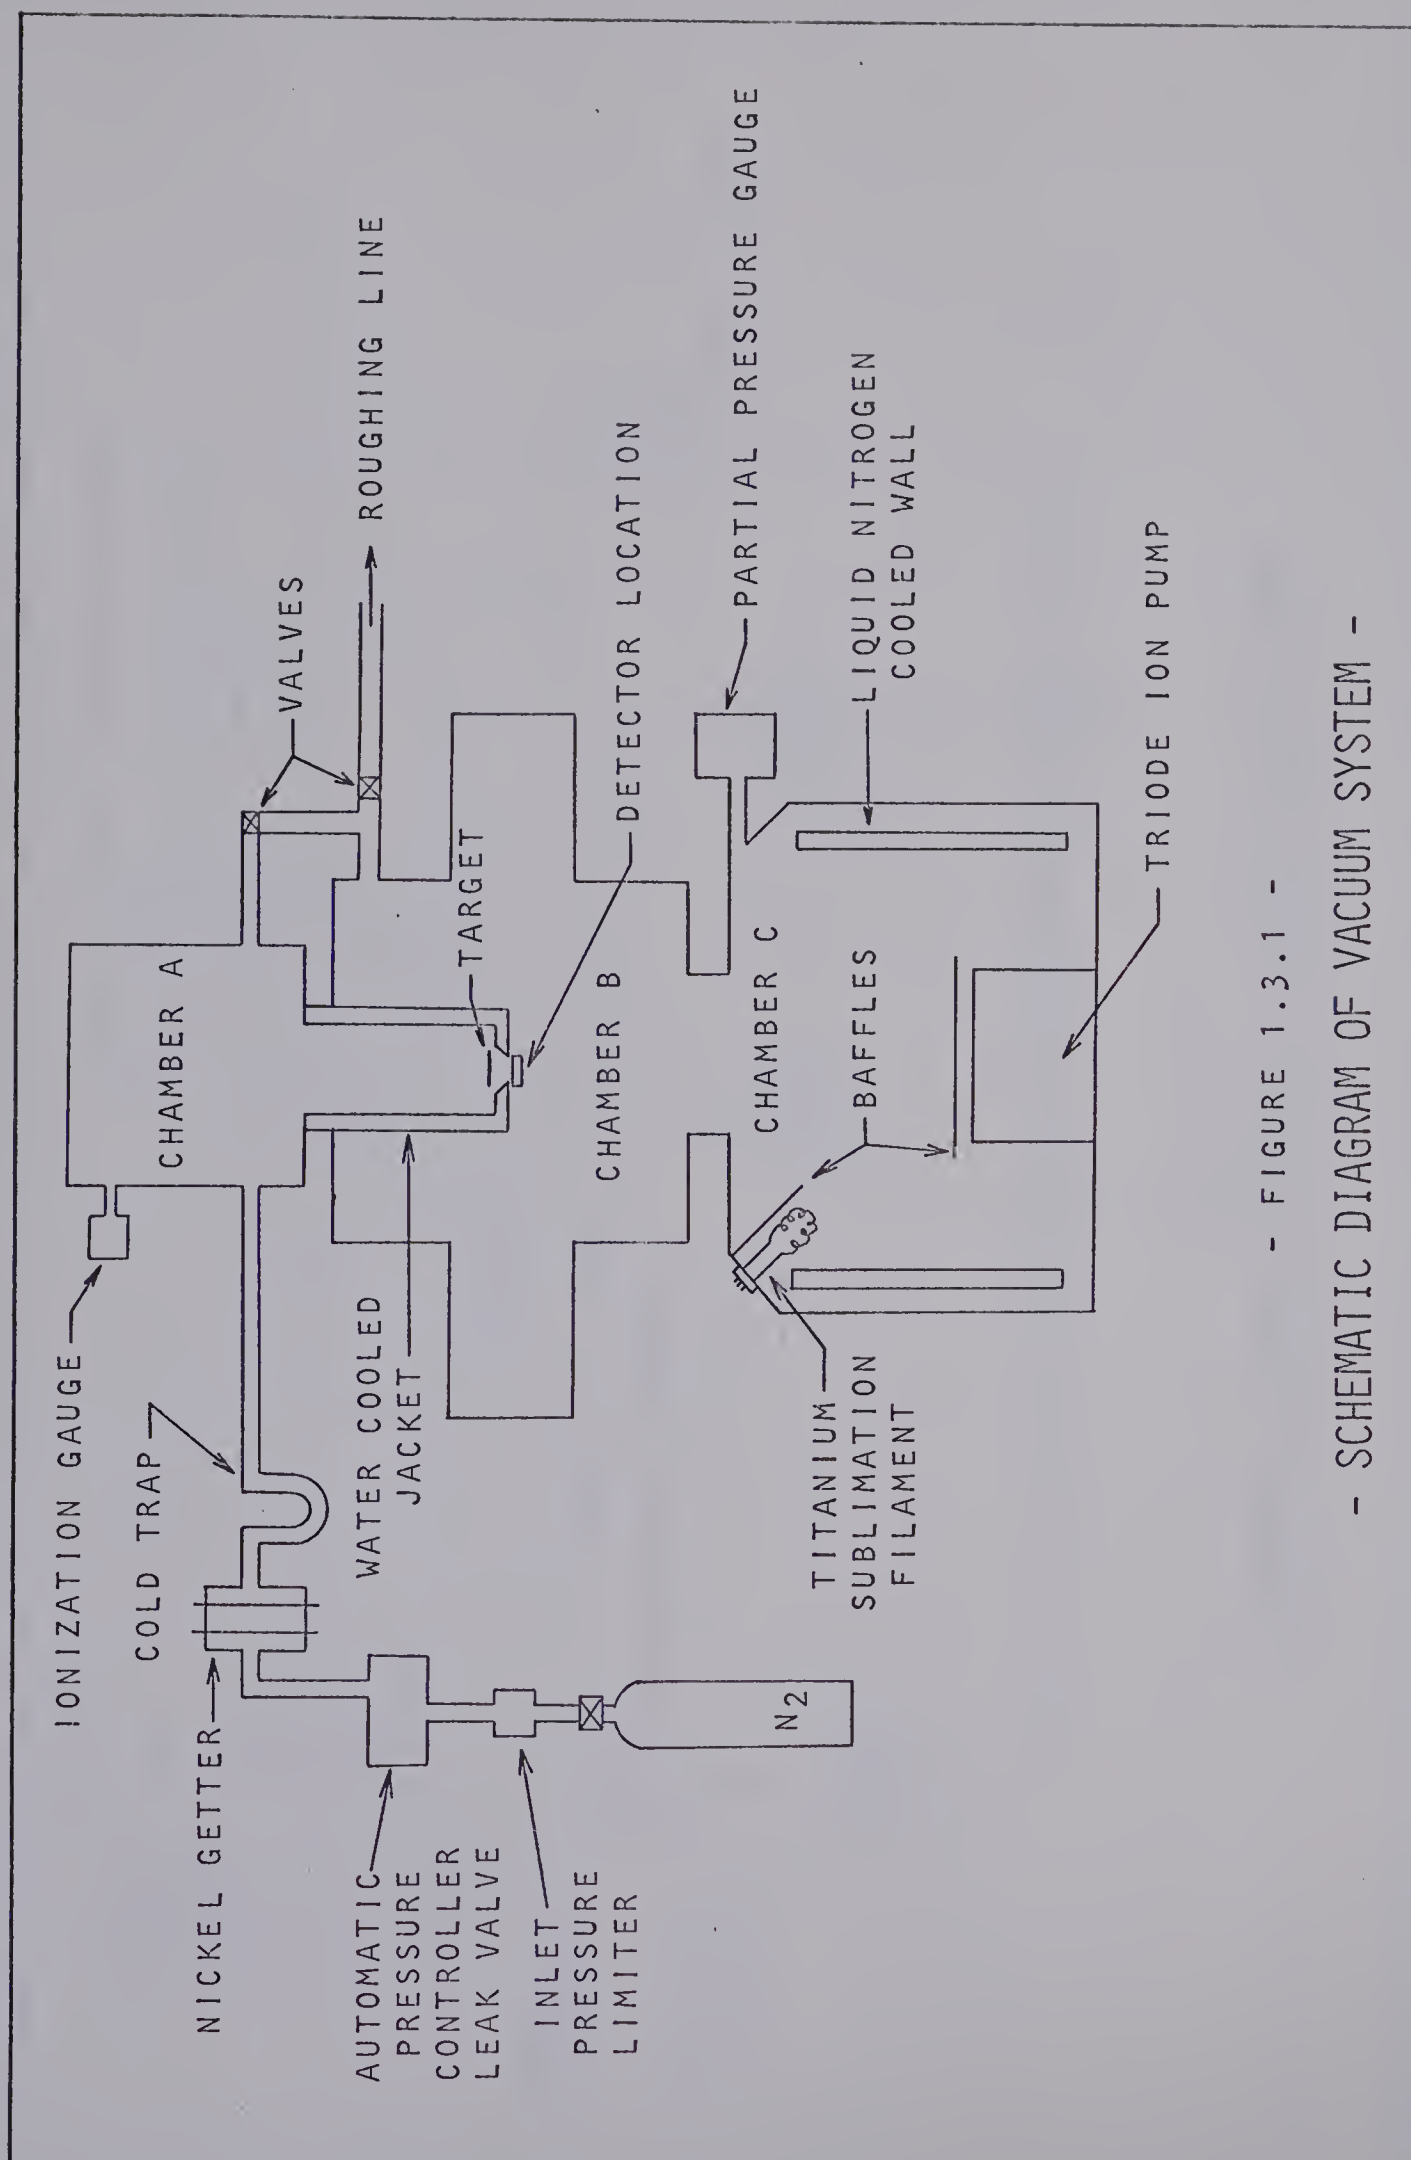 IONIZATION GAUGE
COLD TRAP
NICKEL GETTER
AUTOMATIC
PRESSURE
CONTROLLER
LEAK VALVE
INLET
PRESSURE
LIMITER
N2
WATER COOLED
JACKET
TITANIUM
SUBLIMATION
FILAMENT
CHAMBER A
TARGET
CHAMBER B
CHAMBER C
BAFFLES
VALVES
ROUGHING LINE
DETECTOR LOCATION
PARTIAL PRESSURE GAUGE
LIQUID NITROGEN
COOLED WALL
TRIODE ION PUMP
- FIGURE 1.3.1 -
- SCHEMATIC DIAGRAM OF VACUUM SYSTEM -